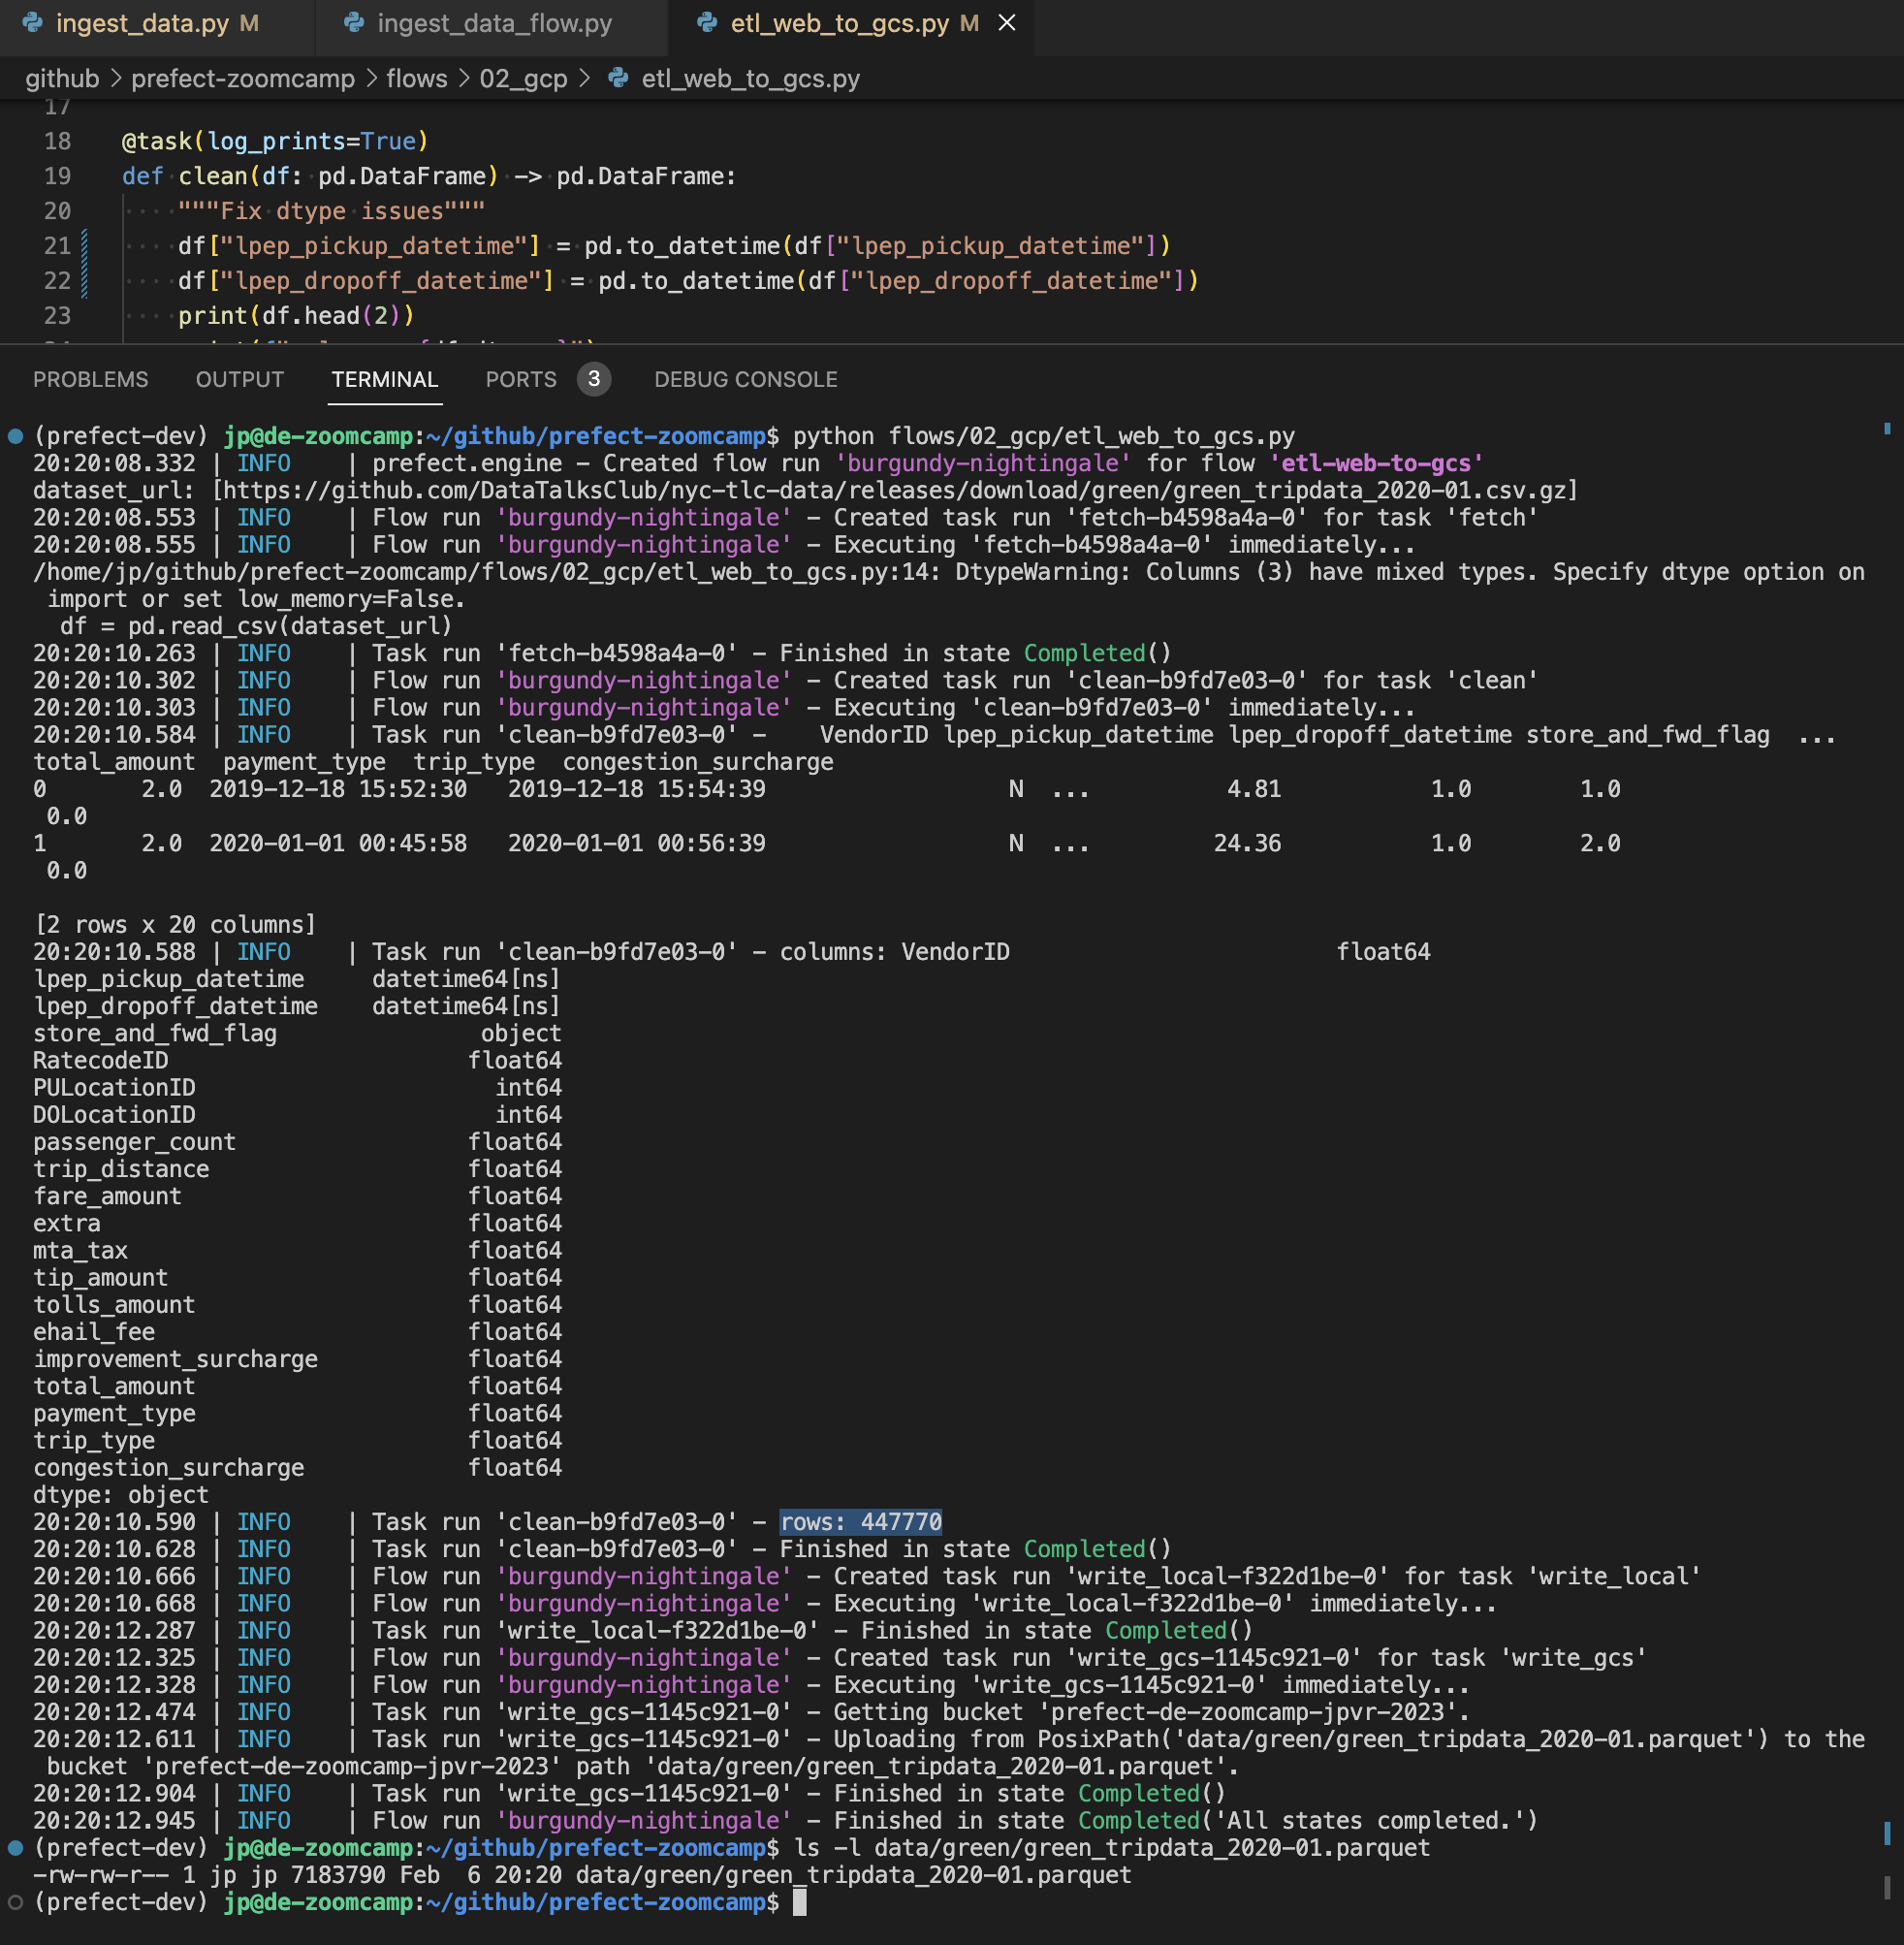 ingest_data.py M ingest_data_flow.py etl_web_to_gcs.py M
github > prefect-zoomcamp > flows > 02_gcp > etl_web_to_gcs.py
17
18 @task(log_prints=True)
19 def clean(df: pd.DataFrame) -> pd.DataFrame:
20 """Fix dtype issues"""
21 df["lpep_pickup_datetime"] = pd.to_datetime(df["lpep_pickup_datetime"])
22 df["lpep_dropoff_datetime"] = pd.to_datetime(df["lpep_dropoff_datetime"])
23 print(df.head(2))
PROBLEMS OUTPUT TERMINAL PORTS 3 DEBUG CONSOLE
(prefect-dev) jp@de-zoomcamp:~/github/prefect-zoomcamp$ python flows/02_gcp/etl_web_to_gcs.py
20:20:08.332 | INFO    | prefect.engine - Created flow run 'burgundy-nightingale' for flow 'etl-web-to-gcs'
dataset_url: [https://github.com/DataTalksClub/nyc-tlc-data/releases/download/green/green_tripdata_2020-01.csv.gz]
20:20:08.553 | INFO    | Flow run 'burgundy-nightingale' - Created task run 'fetch-b4598a4a-0' for task 'fetch'
20:20:08.555 | INFO    | Flow run 'burgundy-nightingale' - Executing 'fetch-b4598a4a-0' immediately...
/home/jp/github/prefect-zoomcamp/flows/02_gcp/etl_web_to_gcs.py:14: DtypeWarning: Columns (3) have mixed types. Specify dtype option on
import or set low_memory=False.
df = pd.read_csv(dataset_url)
20:20:10.263 | INFO    | Task run 'fetch-b4598a4a-0' - Finished in state Completed()
20:20:10.302 | INFO    | Flow run 'burgundy-nightingale' - Created task run 'clean-b9fd7e03-0' for task 'clean'
20:20:10.303 | INFO    | Flow run 'burgundy-nightingale' - Executing 'clean-b9fd7e03-0' immediately...
20:20:10.584 | INFO    | Task run 'clean-b9fd7e03-0' -    VendorID lpep_pickup_datetime lpep_dropoff_datetime store_and_fwd_flag  ...
total_amount  payment_type  trip_type  congestion_surcharge
0       2.0  2019-12-18 15:52:30   2019-12-18 15:54:39                  N  ...          4.81           1.0        1.0
0.0
1       2.0  2020-01-01 00:45:58   2020-01-01 00:56:39                  N  ...         24.36           1.0        2.0
0.0
[2 rows x 20 columns]
20:20:10.588 | INFO    | Task run 'clean-b9fd7e03-0' - columns: VendorID                        float64
lpep_pickup_datetime     datetime64[ns]
lpep_dropoff_datetime    datetime64[ns]
store_and_fwd_flag               object
RatecodeID                      float64
PULocationID                      int64
DOLocationID                      int64
passenger_count                 float64
trip_distance                   float64
fare_amount                     float64
extra                           float64
mta_tax                         float64
tip_amount                      float64
tolls_amount                    float64
ehail_fee                       float64
improvement_surcharge           float64
total_amount                    float64
payment_type                    float64
trip_type                       float64
congestion_surcharge            float64
dtype: object
20:20:10.590 | INFO    | Task run 'clean-b9fd7e03-0' - rows: 447770
20:20:10.628 | INFO    | Task run 'clean-b9fd7e03-0' - Finished in state Completed()
20:20:10.666 | INFO    | Flow run 'burgundy-nightingale' - Created task run 'write_local-f322d1be-0' for task 'write_local'
20:20:10.668 | INFO    | Flow run 'burgundy-nightingale' - Executing 'write_local-f322d1be-0' immediately...
20:20:12.287 | INFO    | Task run 'write_local-f322d1be-0' - Finished in state Completed()
20:20:12.325 | INFO    | Flow run 'burgundy-nightingale' - Created task run 'write_gcs-1145c921-0' for task 'write_gcs'
20:20:12.328 | INFO    | Flow run 'burgundy-nightingale' - Executing 'write_gcs-1145c921-0' immediately...
20:20:12.474 | INFO    | Task run 'write_gcs-1145c921-0' - Getting bucket 'prefect-de-zoomcamp-jpvr-2023'.
20:20:12.611 | INFO    | Task run 'write_gcs-1145c921-0' - Uploading from PosixPath('data/green/green_tripdata_2020-01.parquet') to the
bucket 'prefect-de-zoomcamp-jpvr-2023' path 'data/green/green_tripdata_2020-01.parquet'.
20:20:12.904 | INFO    | Task run 'write_gcs-1145c921-0' - Finished in state Completed()
20:20:12.945 | INFO    | Flow run 'burgundy-nightingale' - Finished in state Completed('All states completed.')
(prefect-dev) jp@de-zoomcamp:~/github/prefect-zoomcamp$ ls -l data/green/green_tripdata_2020-01.parquet
-rw-rw-r-- 1 jp jp 7183790 Feb  6 20:20 data/green/green_tripdata_2020-01.parquet
(prefect-dev) jp@de-zoomcamp:~/github/prefect-zoomcamp$